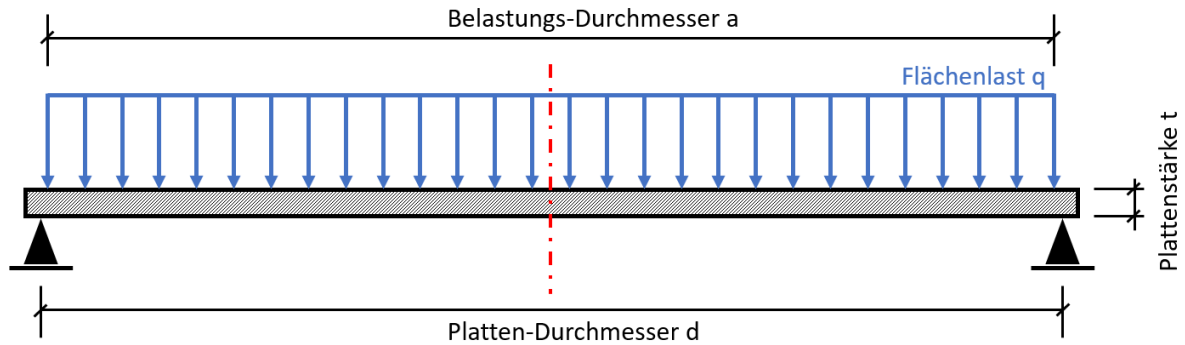 Belastungs-Durchmesser a
Flächenlast q
Plattenstärke t
Platten-Durchmesser d